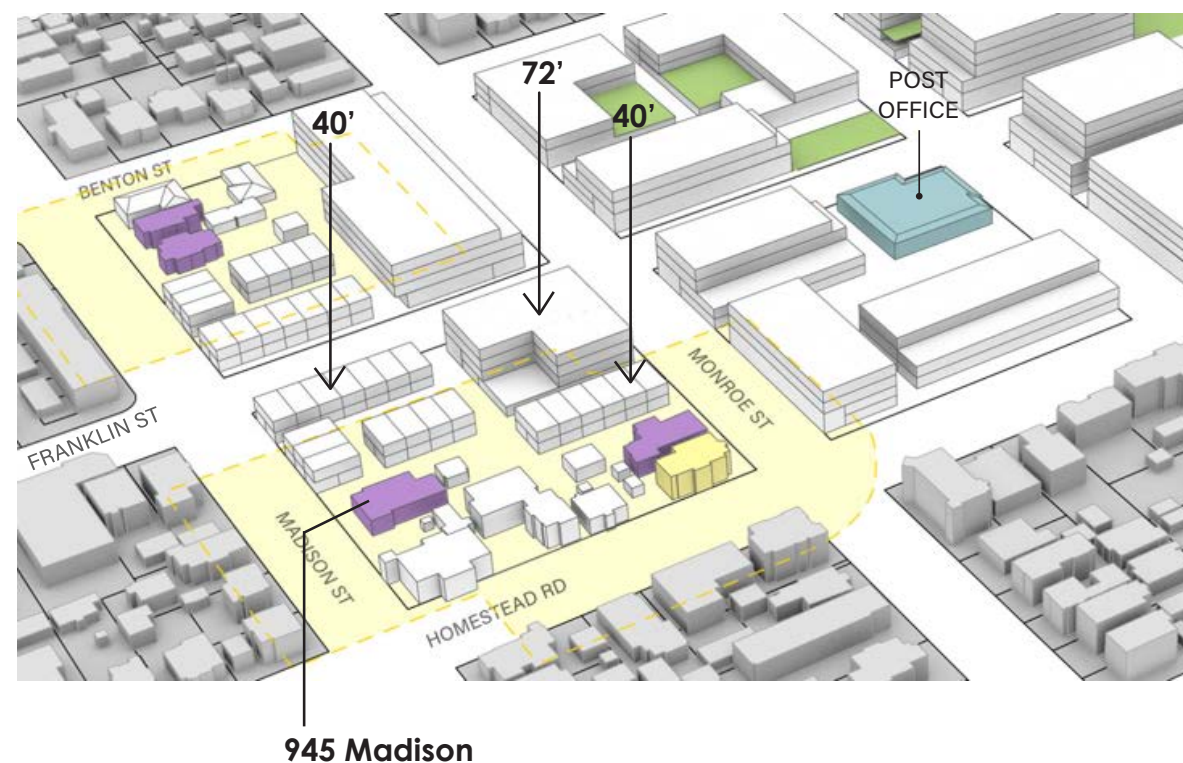 72’
40’
40’
POST
OFFICE
BENTON ST
FRANKLIN ST
MONROE ST
MADISON ST
HOMESTEAD RD
945 Madison